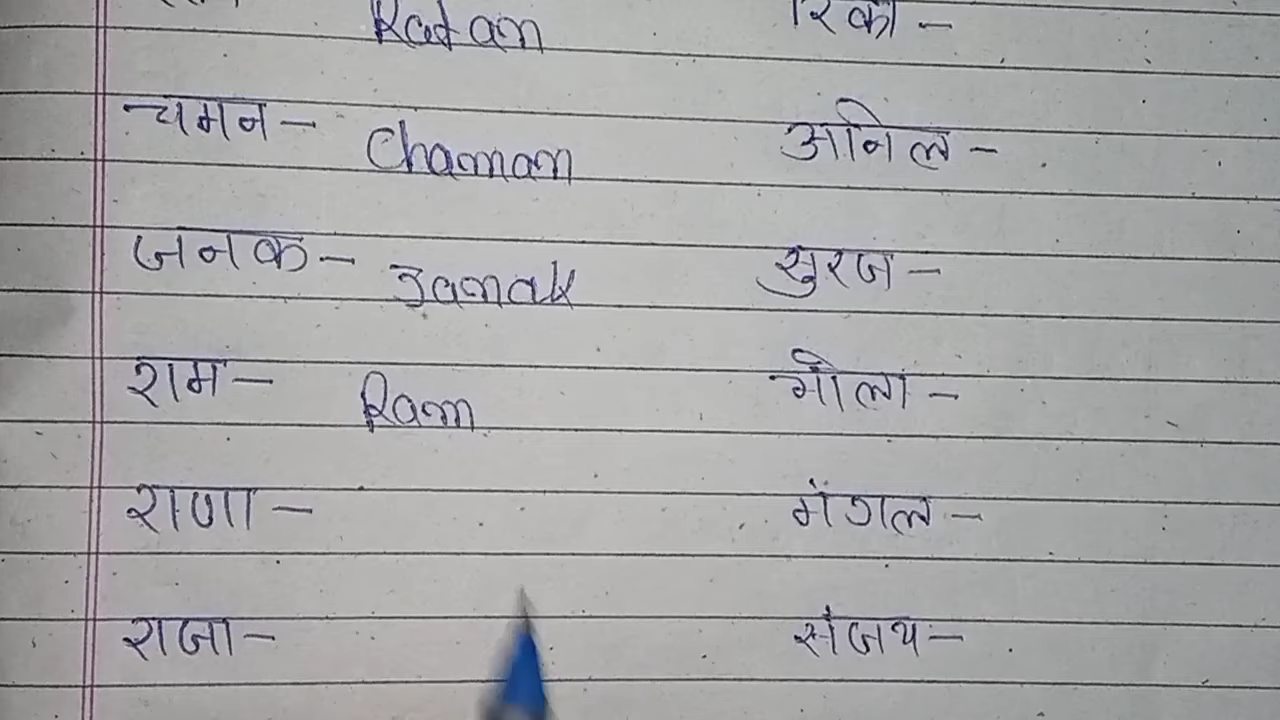 Ratan रिंकी -
चमन - Chaman अनिल -
जनक - Janak सुरज -
राम - Ram गोला -
राणा - मंगल -
राजा - संजय -